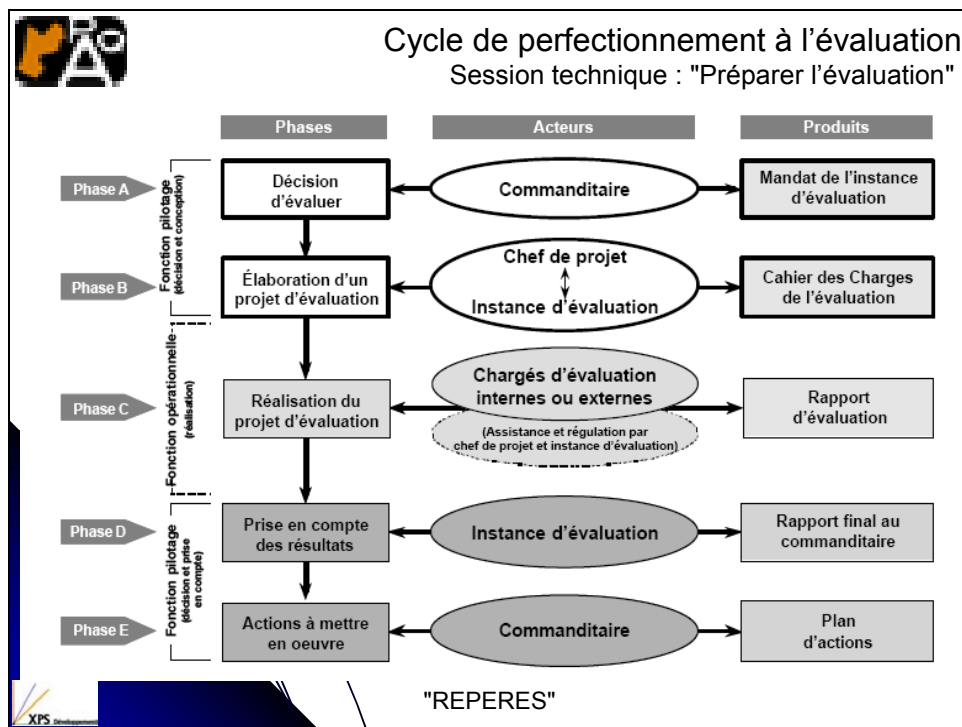 Cycle de perfectionnement à l’évaluation
Session technique : "Préparer l’évaluation"
Phases
Acteurs
Produits
Phase A
Fonction pilotage
(décision et conception)
Décision
d’évaluer
Commanditaire
Mandat de l’instance
d’évaluation
Phase B
Élaboration d’un
projet d’évaluation
Chef de projet
Instance d’évaluation
Cahier des Charges
de l’évaluation
Phase C
Fonction opérationnelle
(réalisation)
Réalisation du
projet d’évaluation
Chargés d’évaluation
internes ou externes
(Assistance et régulation par
chef de projet et instance d’évaluation)
Rapport
d’évaluation
Phase D
Fonction pilotage
(décision et prise
en compte)
Prise en compte
des résultats
Instance d’évaluation
Rapport final au
commanditaire
Phase E
Actions à mettre
en oeuvre
Commanditaire
Plan
d’actions
XPS Développement
"REPERES"